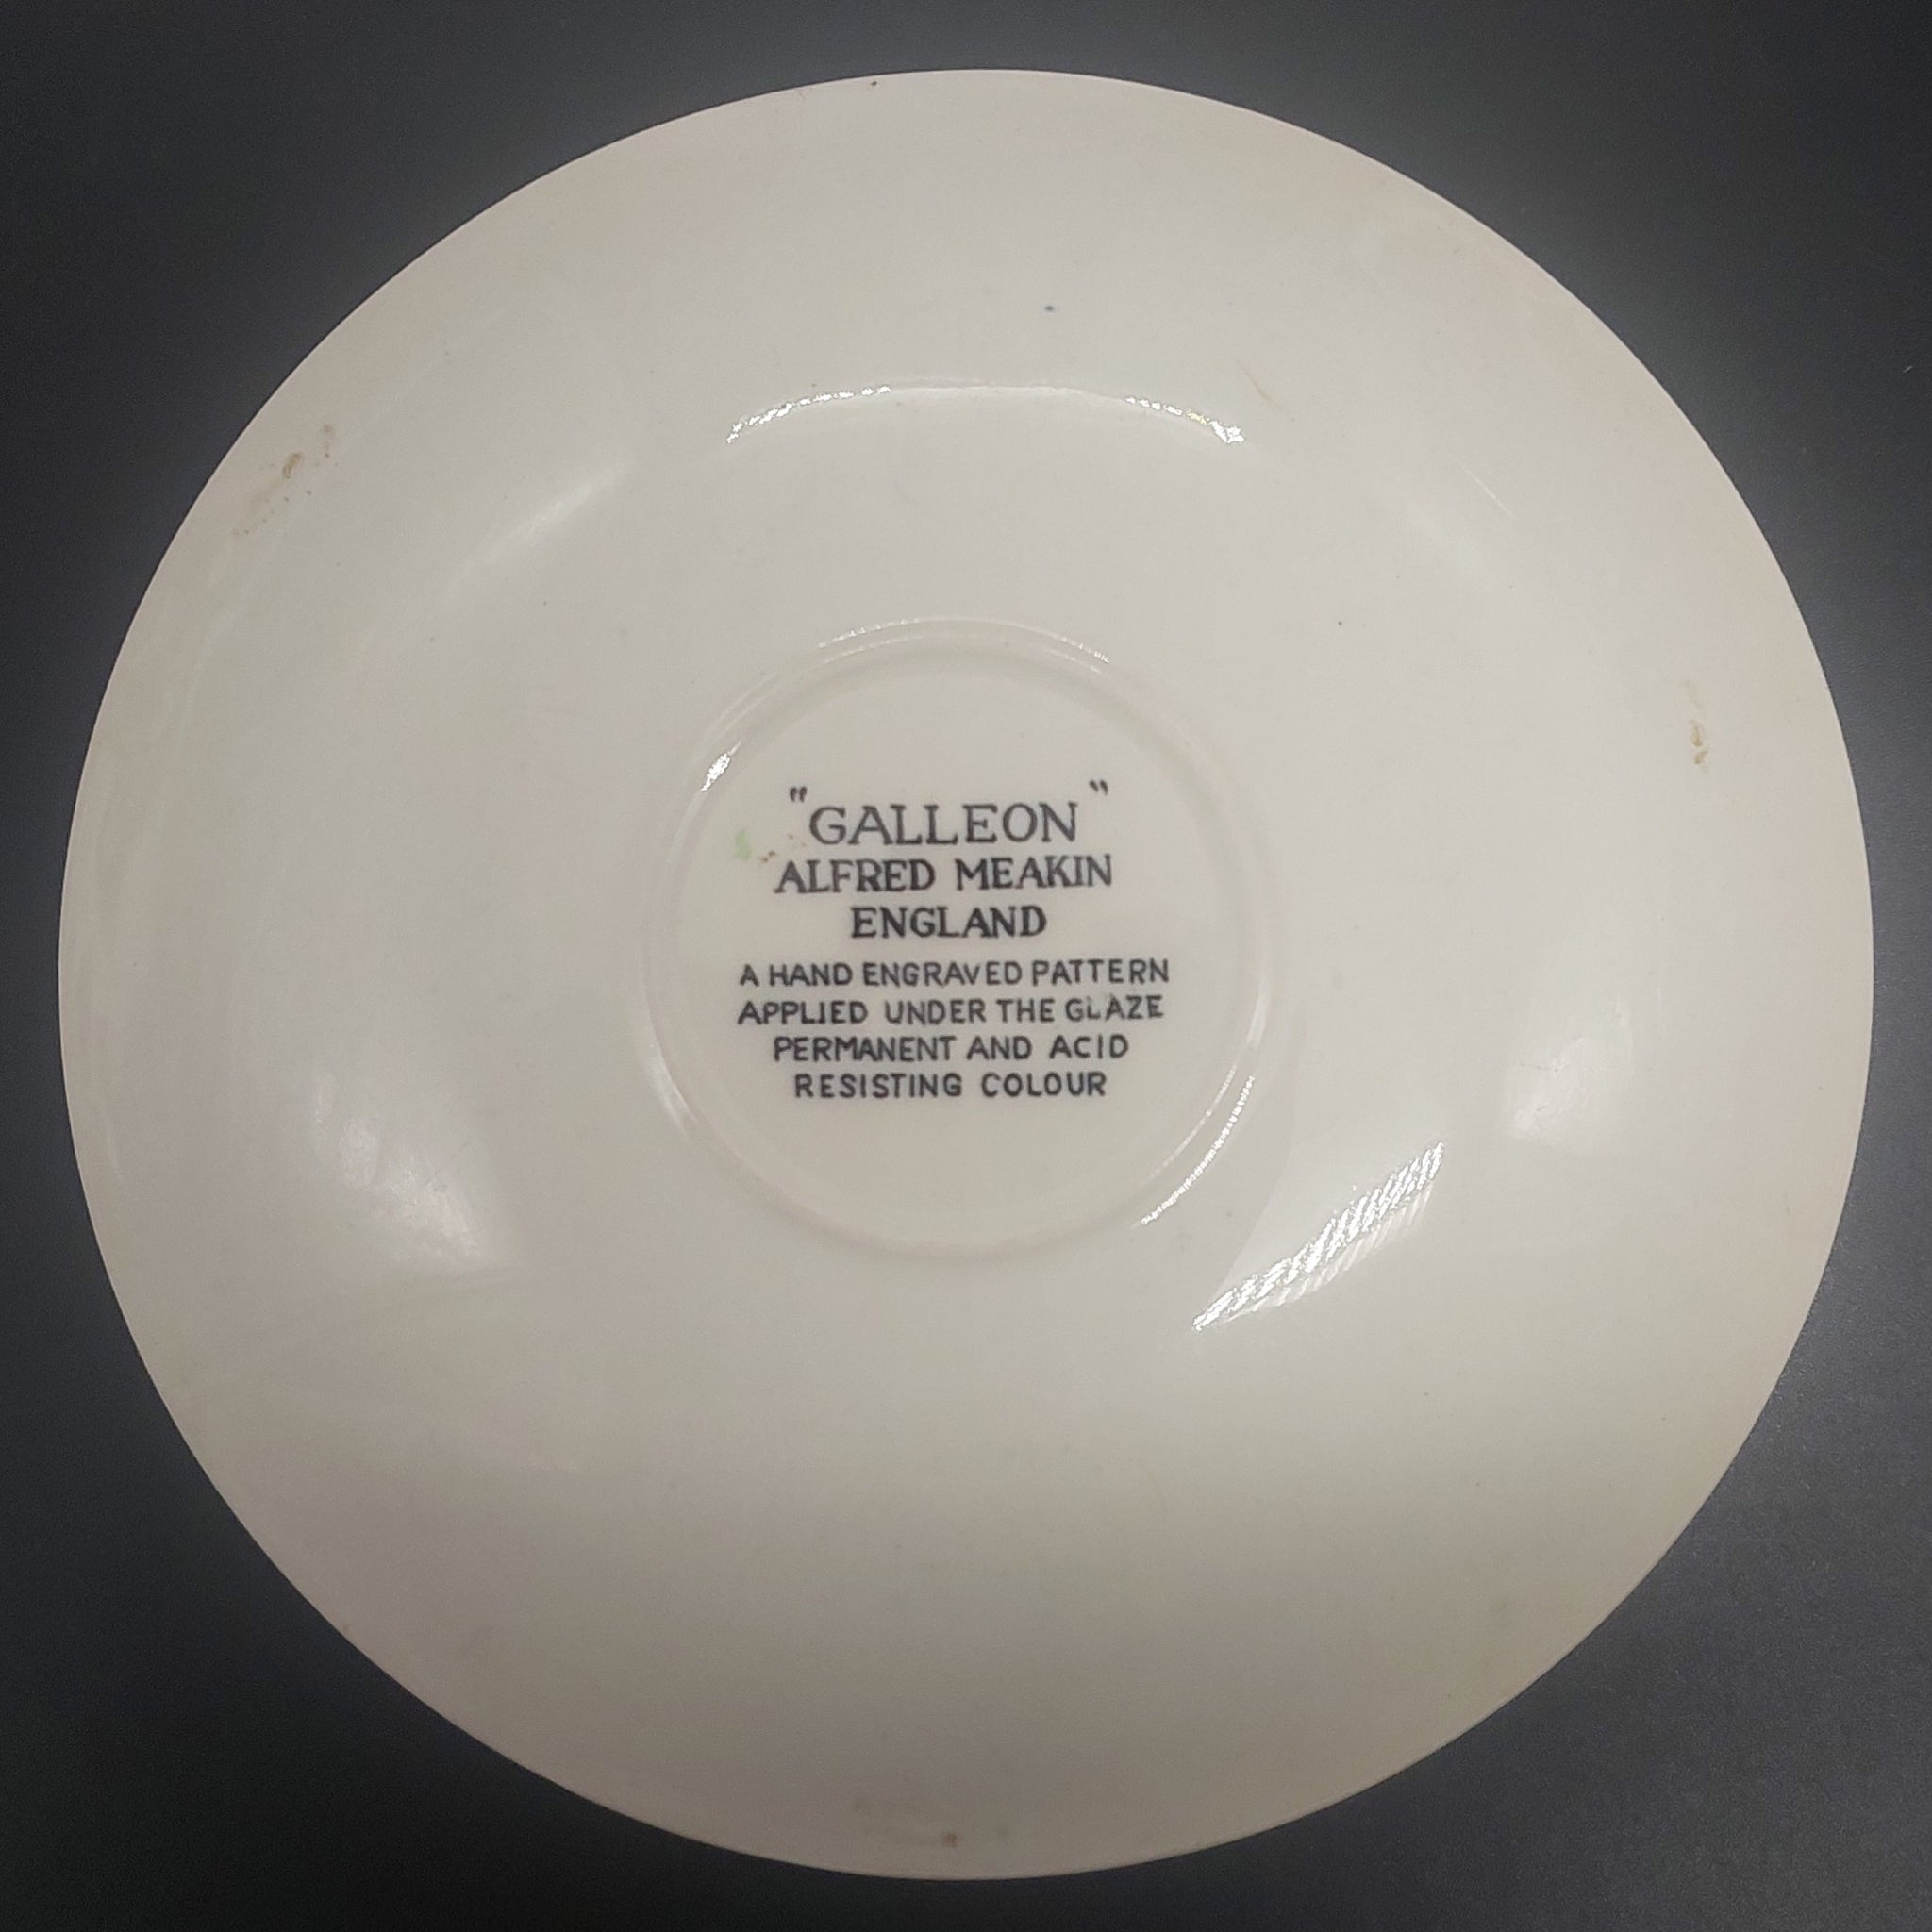 "GALLEON"
ALFRED MEAKIN
ENGLAND
A HAND ENGRAVED PATTERN
APPLIED UNDER THE GLAZE
PERMANENT AND ACID
RESISTING COLOUR